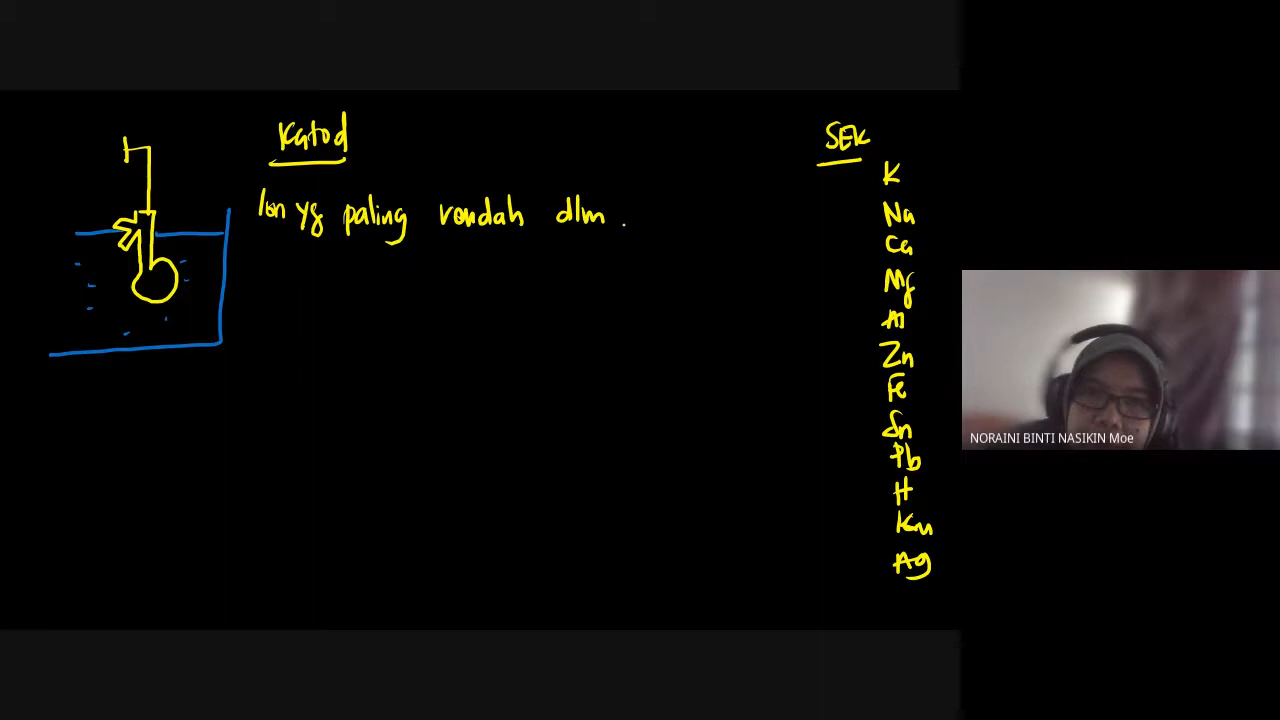 Katod
Ion yg paling rendah dlm .
SEK
K
Na
Ca
Mg
Al
Zn
Fe
Sn
Pb
H
Ku
Ag
NORAINI BINTI NASIKIN Moe